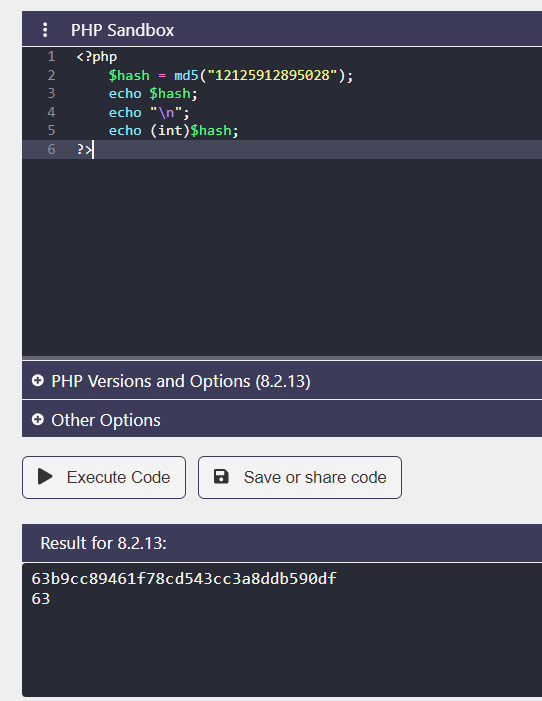 PHP Sandbox
1 <?php
2 $hash = md5("12125912895028");
3 echo $hash;
4 echo "\n";
5 echo (int)$hash;
6 ?>
PHP Versions and Options (8.2.13)
Other Options
Execute Code Save or share code
Result for 8.2.13:
63b9cc89461f78cd543cc3a8ddb590df
63